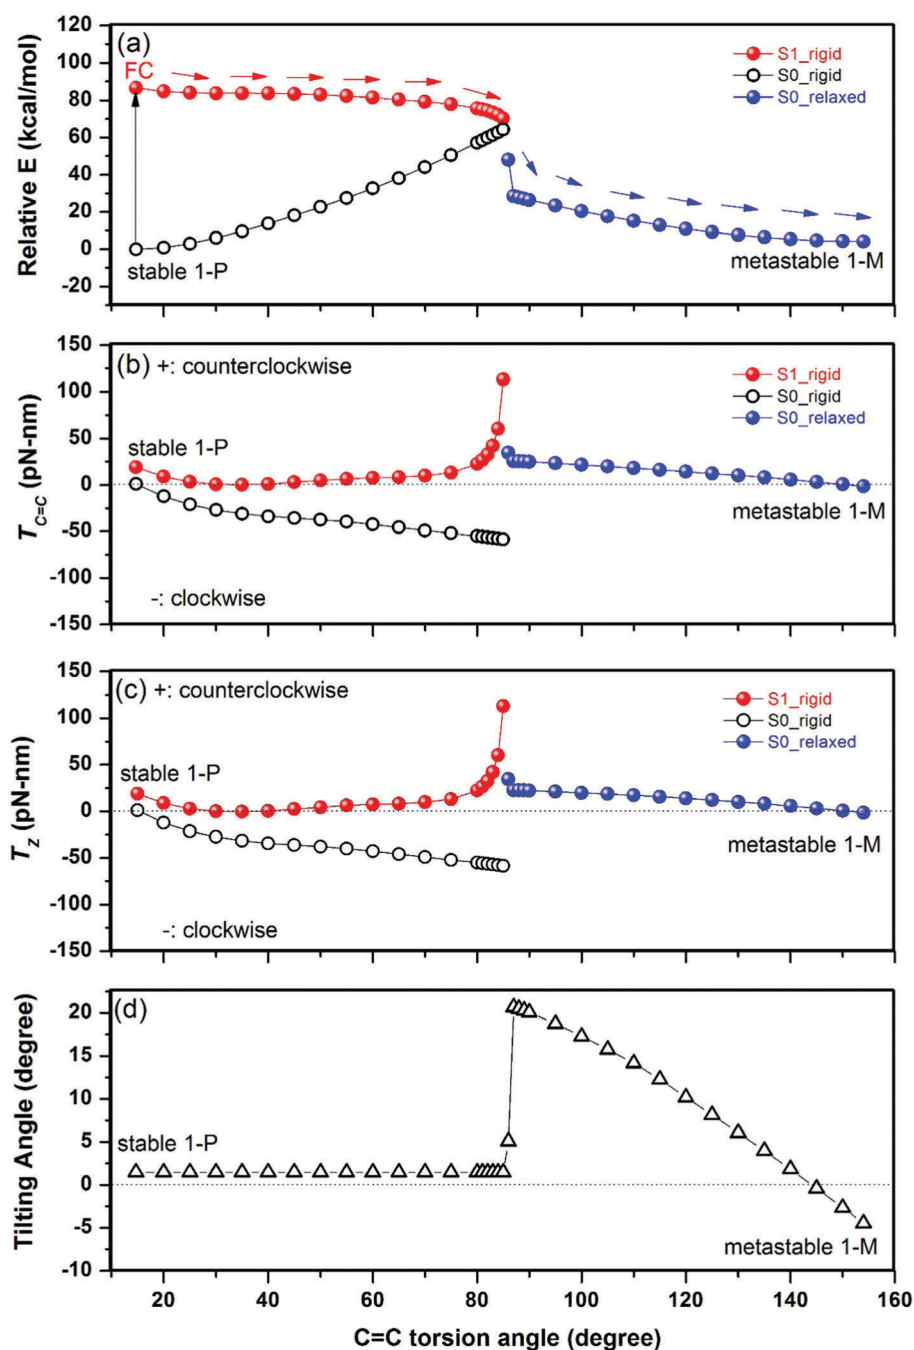 (a)
FC
S1_rigid
S0_rigid
S0_relaxed
Relative E (kcal/mol)
120
100
80
60
40
20
0
-20
stable 1-P
metastable 1-M
(b) +: counterclockwise
S1_rigid
S0_rigid
S0_relaxed
stable 1-P
T_C=C (pN-nm)
150
100
50
0
-50
-100
-150
metastable 1-M
-: clockwise
(c) +: counterclockwise
S1_rigid
S0_rigid
S0_relaxed
stable 1-P
T_z (pN-nm)
150
100
50
0
-50
-100
-150
metastable 1-M
-: clockwise
(d)
Tilting Angle (degree)
20
15
10
5
0
-5
-10
stable 1-P
metastable 1-M
20 40 60 80 100 120 140 160
C=C torsion angle (degree)